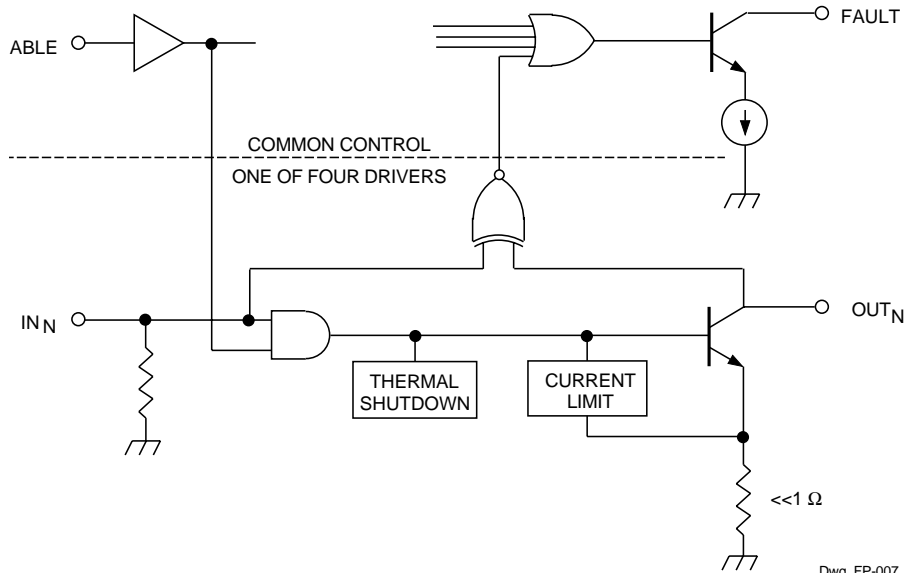 FAULT
ABLE
COMMON CONTROL
ONE OF FOUR DRIVERS
IN N
OUT N
THERMAL
SHUTDOWN
CURRENT
LIMIT
<<1 Ω
Dwg. FP-007